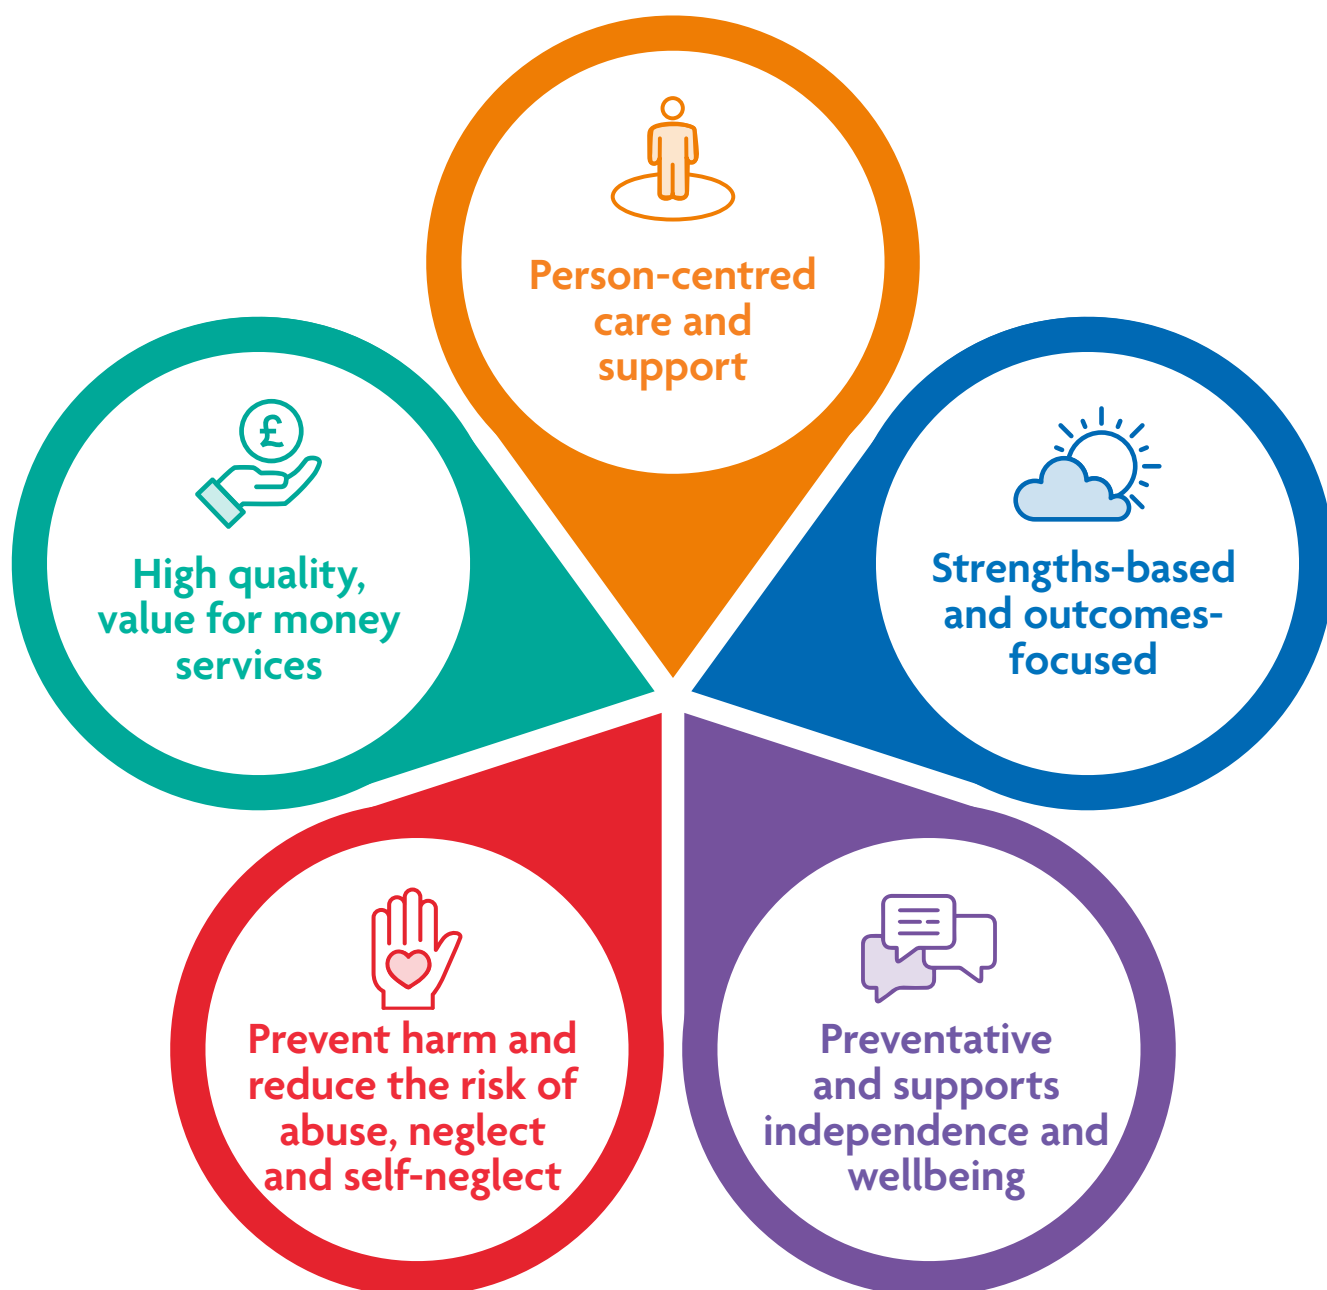 Person-centred
care and
support
£
High quality,
value for money
services
Strengths-based
and outcomes-
focused
Prevent harm and
reduce the risk of
abuse, neglect
and self-neglect
Preventative
and supports
independence and
wellbeing